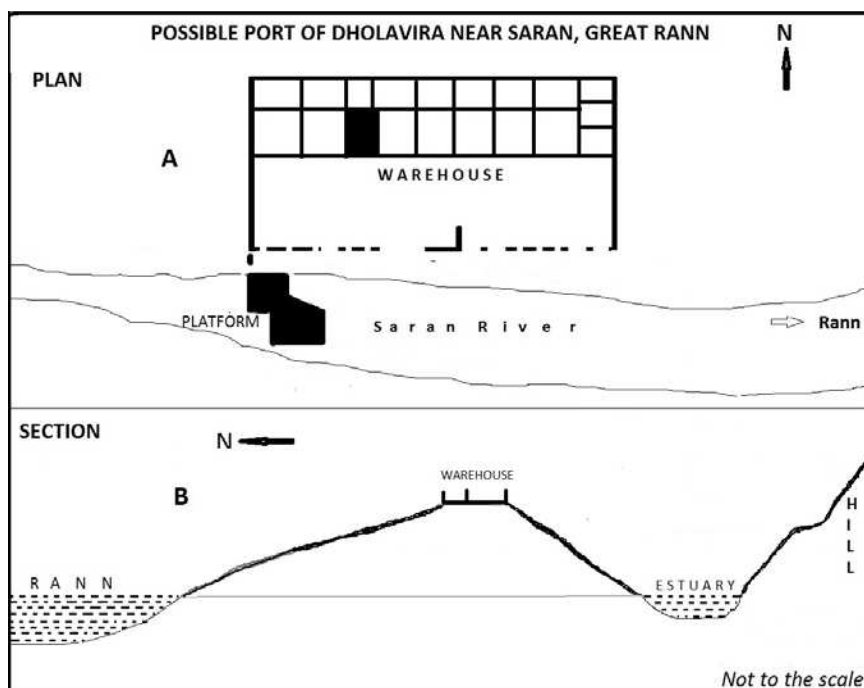 POSSIBLE PORT OF DHOLAVIRA NEAR SARAN, GREAT RANN
N
PLAN
A
WAREHOUSE
PLATFORM
Saran River
Rann
SECTION
N
B
WAREHOUSE
RANN
ESTUARY
HILL
Not to the scale